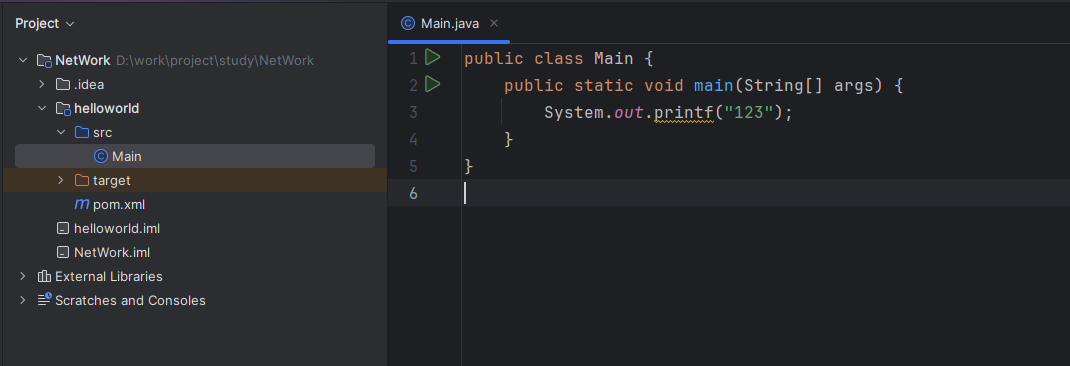 Project
NetWork D:\work\project\study\NetWork
.idea
helloworld
src
Main
target
pom.xml
helloworld.iml
NetWork.iml
External Libraries
Scratches and Consoles
Main.java
1 public class Main {
2     public static void main(String[] args) {
3         System.out.printf("123");
4     }
5 }
6